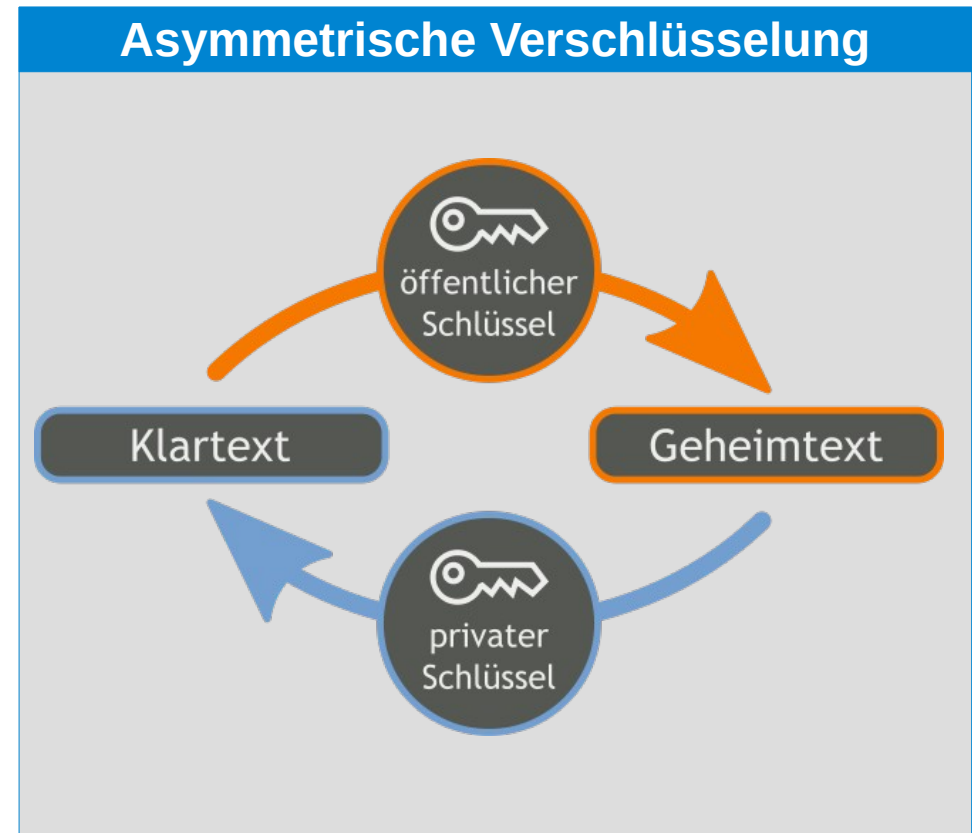 Asymmetrische Verschlüsselung
öffentlicher
Schlüssel
Klartext
Geheimtext
privater
Schlüssel